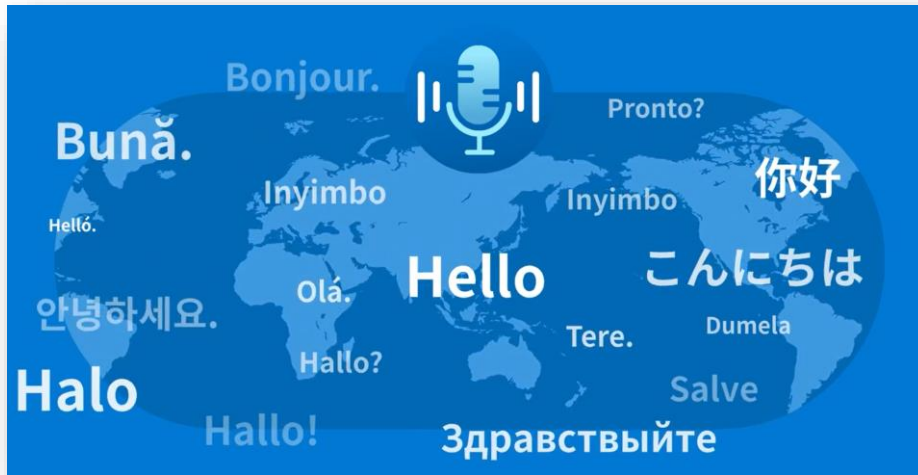 Bonjour.
Pronto?
Bună.
你好
Inyimbo
Inyimbo
Helló.
Hello
こんにちは
Olá.
안녕하세요.
Dumela
Tere.
Hallo?
Halo
Salve
Hallo!
Здравствыйте